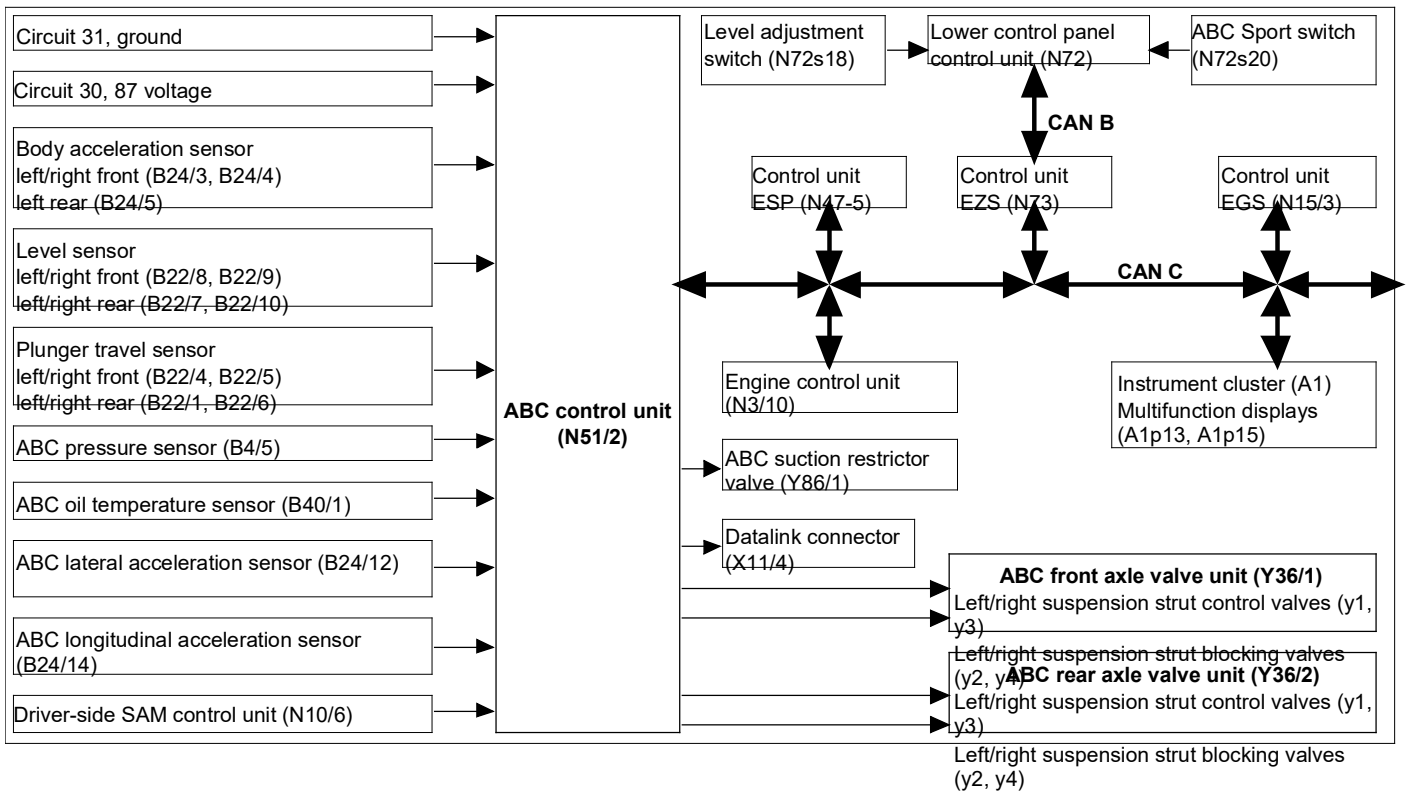 Circuit 31, ground
Circuit 30, 87 voltage
Body acceleration sensor
left/right front (B24/3, B24/4)
left rear (B24/5)
Level sensor
left/right front (B22/8, B22/9)
left/right rear (B22/7, B22/10)
Plunger travel sensor
left/right front (B22/4, B22/5)
left/right rear (B22/1, B22/6)
ABC pressure sensor (B4/5)
ABC oil temperature sensor (B40/1)
ABC lateral acceleration sensor (B24/12)
ABC longitudinal acceleration sensor
(B24/14)
Driver-side SAM control unit (N10/6)
ABC control unit
(N51/2)
Level adjustment
switch (N72s18)
Lower control panel
control unit (N72)
ABC Sport switch
(N72s20)
CAN B
Control unit
ESP (N47-5)
Control unit
EZS (N73)
Control unit
EGS (N15/3)
CAN C
Engine control unit
(N3/10)
Instrument cluster (A1)
Multifunction displays
(A1p13, A1p15)
ABC suction restrictor
valve (Y86/1)
Datalink connector
(X11/4)
ABC front axle valve unit (Y36/1)
Left/right suspension strut control valves (y1,
y3)
Left/right suspension strut blocking valves
(y2, y4)
ABC rear axle valve unit (Y36/2)
Left/right suspension strut control valves (y1,
y3)
Left/right suspension strut blocking valves
(y2, y4)